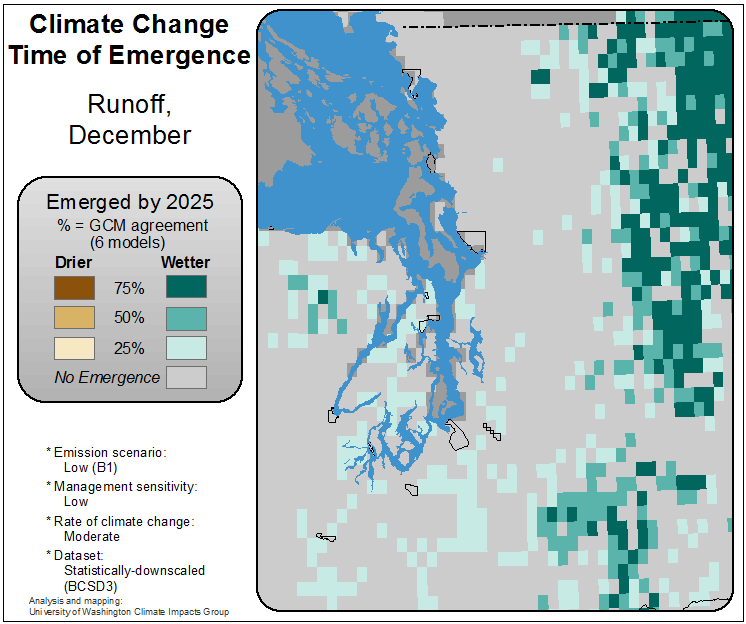 Climate Change
Time of Emergence
Runoff,
December
Emerged by 2025
% = GCM agreement
(6 models)
Drier Wetter
75%
50%
25%
No Emergence
* Emission scenario:
Low (B1)
* Management sensitivity:
Low
* Rate of climate change:
Moderate
* Dataset:
Statistically-downscaled
(BCSD3)
Analysis and mapping:
University of Washington Climate Impacts Group